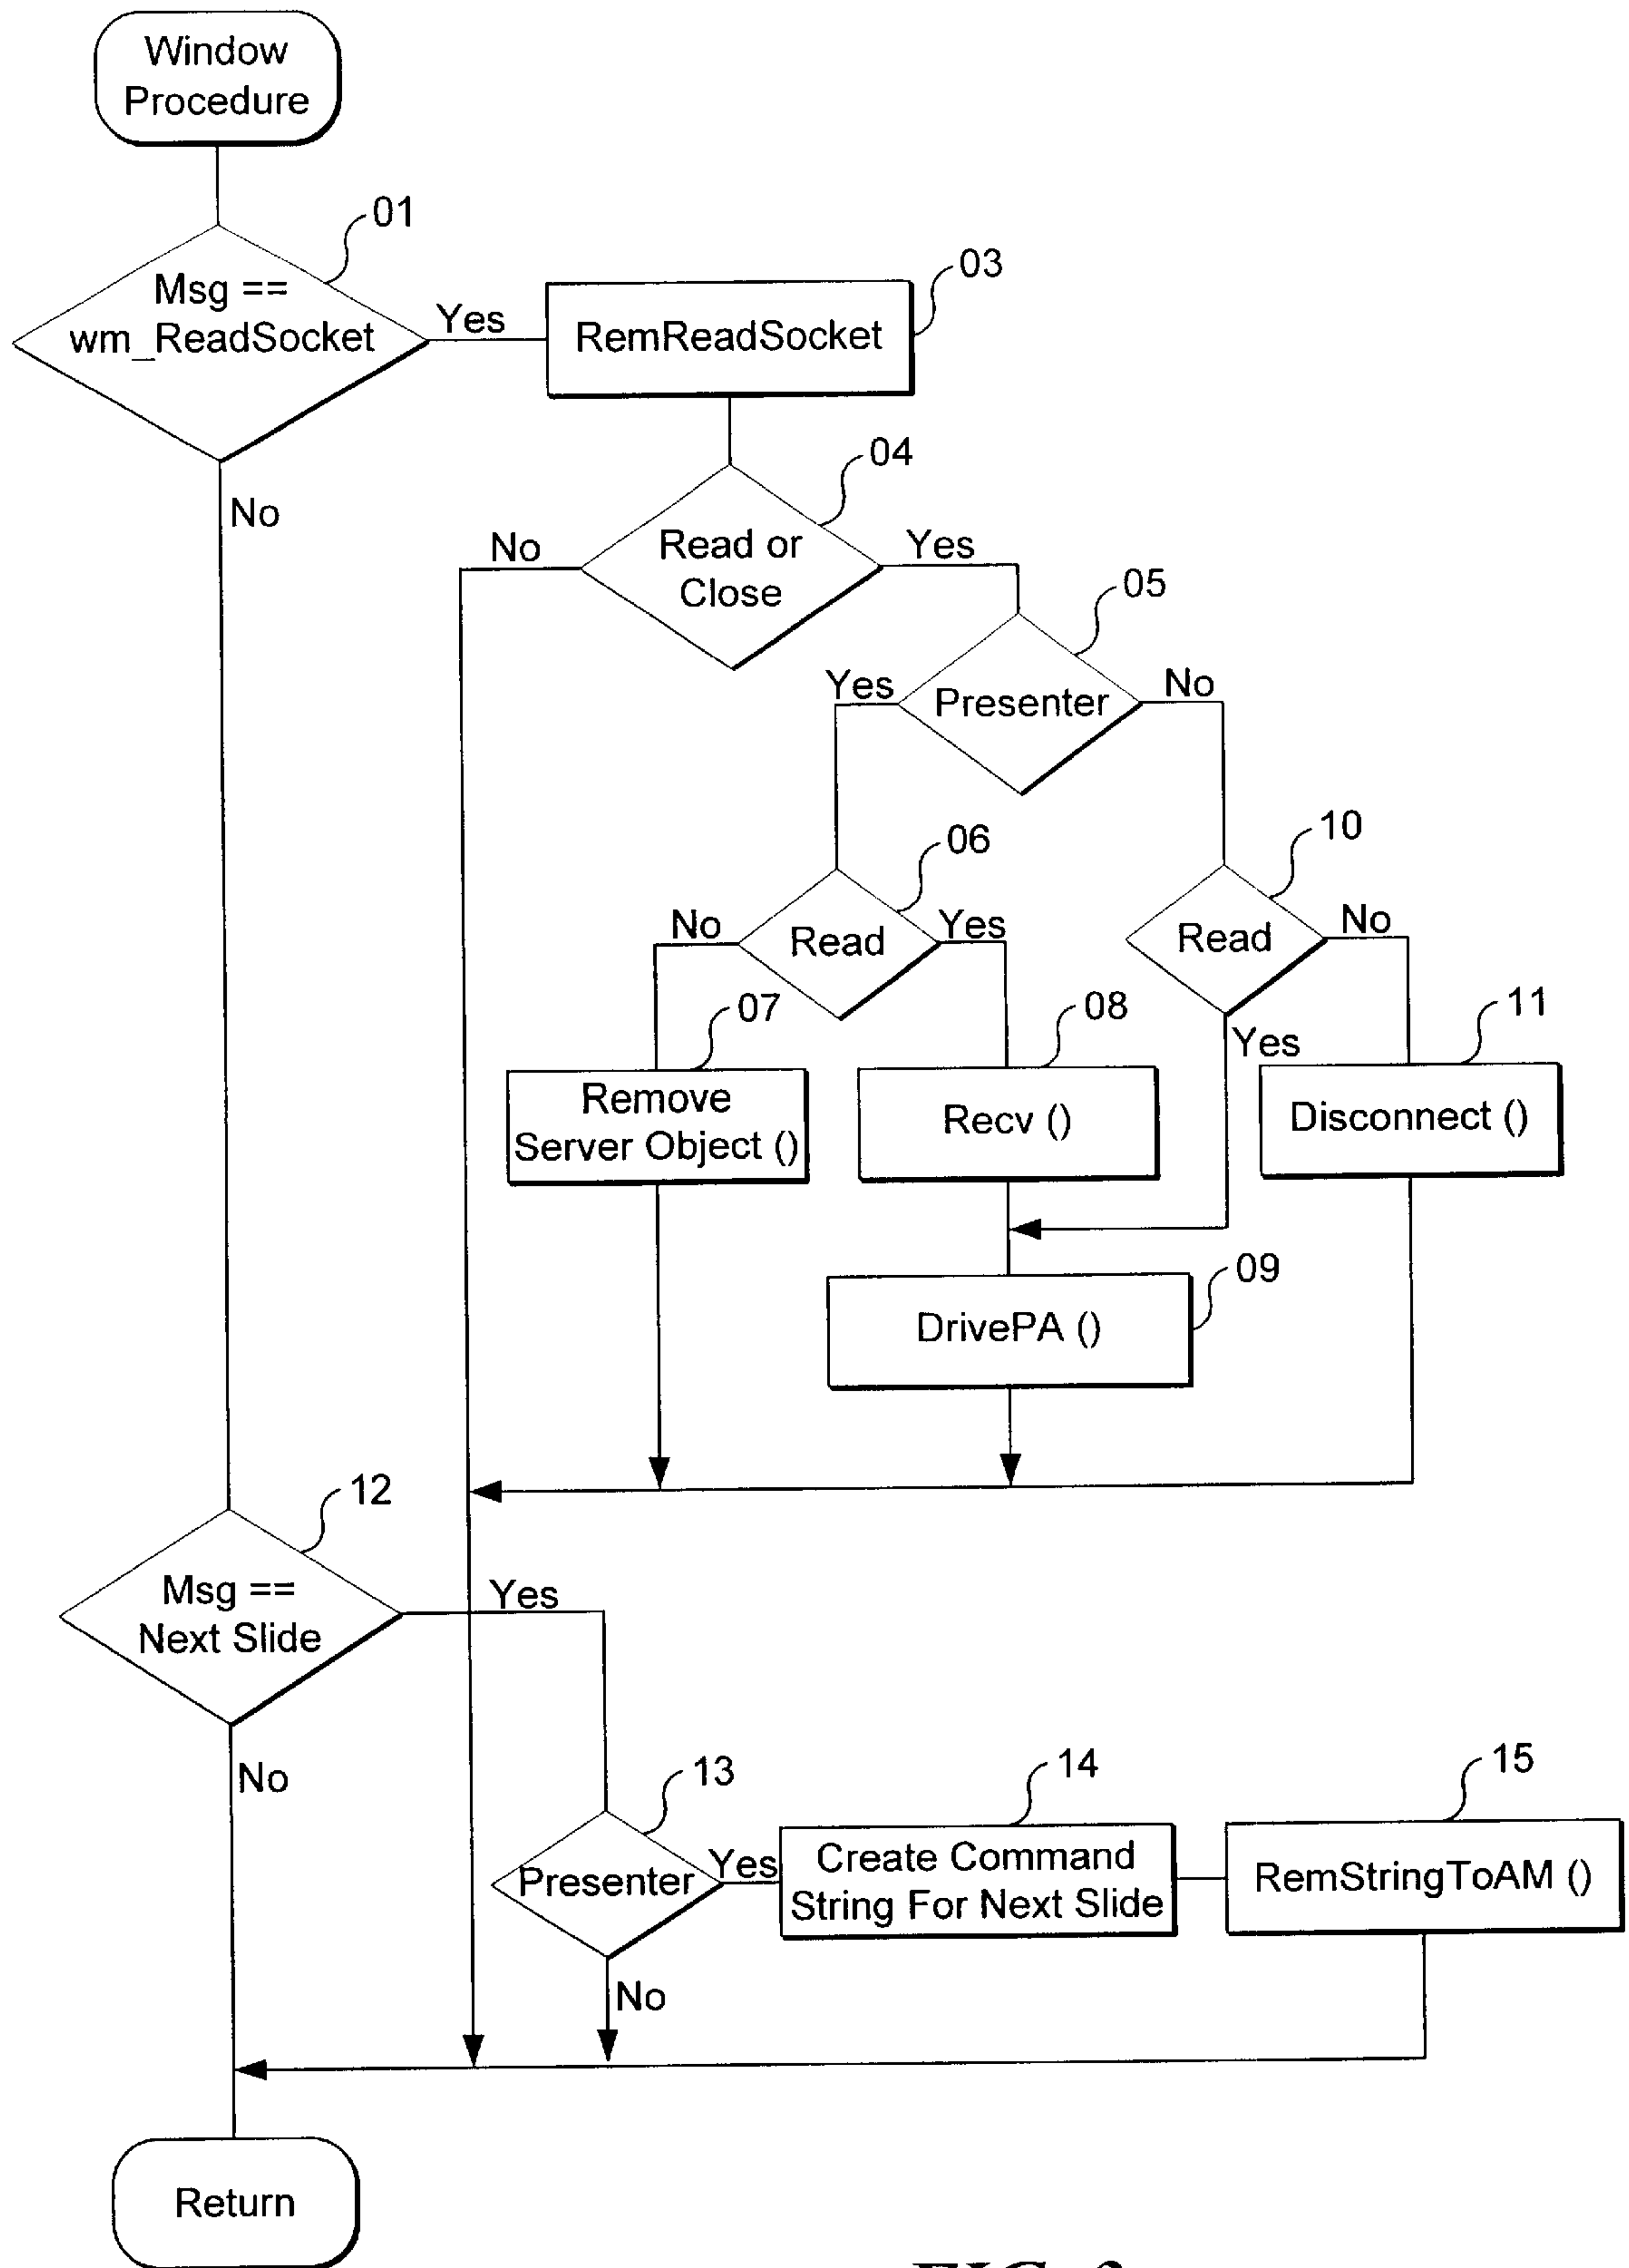 Window
Procedure
01
Msg ==
wm_ReadSocket
Yes
03
RemReadSocket
No
04
Read or
Close
No
Yes
05
Presenter
Yes
No
06
Read
No
Yes
10
Read
No
Yes
07
Remove
Server Object ()
08
Recv ()
11
Disconnect ()
09
DrivePA ()
12
Msg ==
Next Slide
Yes
No
13
Presenter
Yes
No
14
Create Command
String For Next Slide
15
RemStringToAM ()
Return